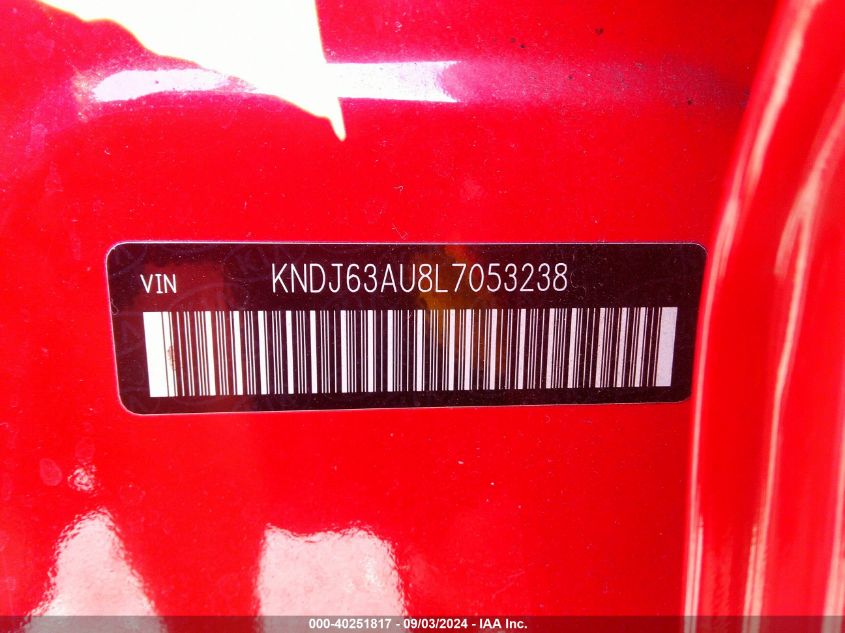 VIN KNDJ63AU8L7053238
000-40251817 - 09/03/2024 - IAA Inc.